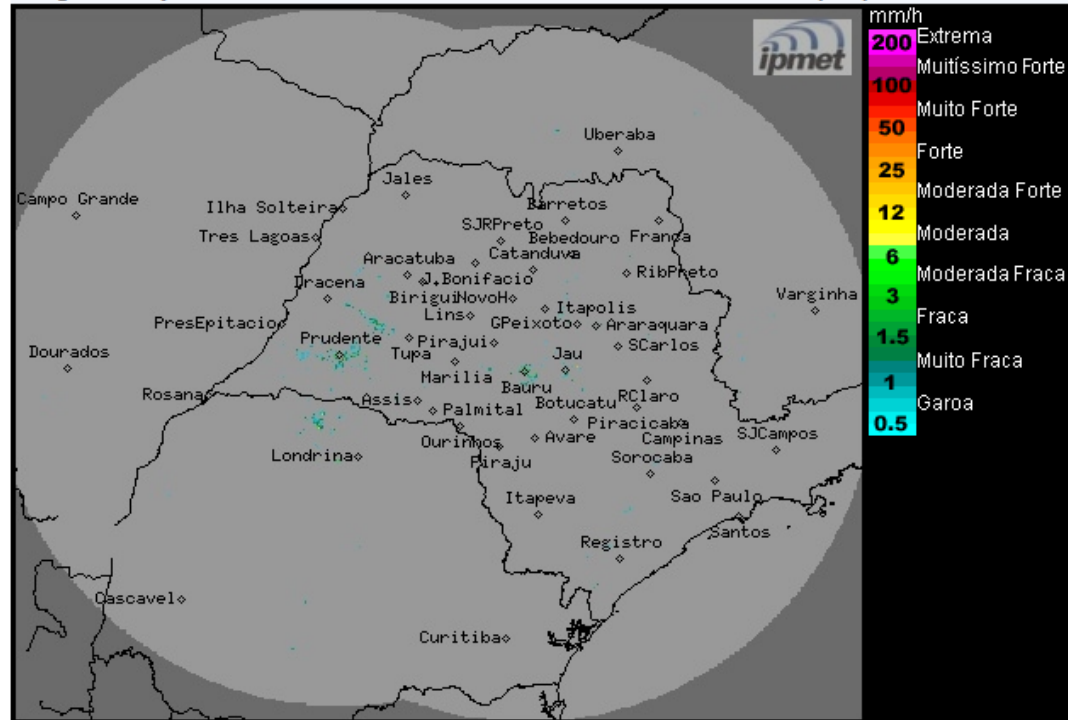 mm/h
ipmet
200 Extrema
Muitíssimo Forte
100
Muito Forte
50
Forte
25
Moderada Forte
12
Moderada
6
Moderada Fraca
3
Fraca
1.5
Muito Fraca
1
Garoa
0.5
Uberaba
Jales
Campo Grande
Ilha Solteira
Barretos
SJRPreto
Tres Lagoas
Bebedouro
Franca
Catanduva
Aracatuba
RibPreto
J.Bonifacio
Dracena
Birigui
NovoH
Varginha
Itapolis
Lins
PresEpitacio
GPeixoto
Araraquara
Prudente
Pirajui
SCarlos
Dourados
Tupa
Jau
Marilia
Bauru
Rosana
Assis
Botucatu
RClaro
Palmital
Piracicaba
Ourinhos
Avare
Campinas
SJCampos
Londrina
Piraju
Sorocaba
Itapeva
Sao Paulo
Santos
Registro
Cascavel
Curitiba